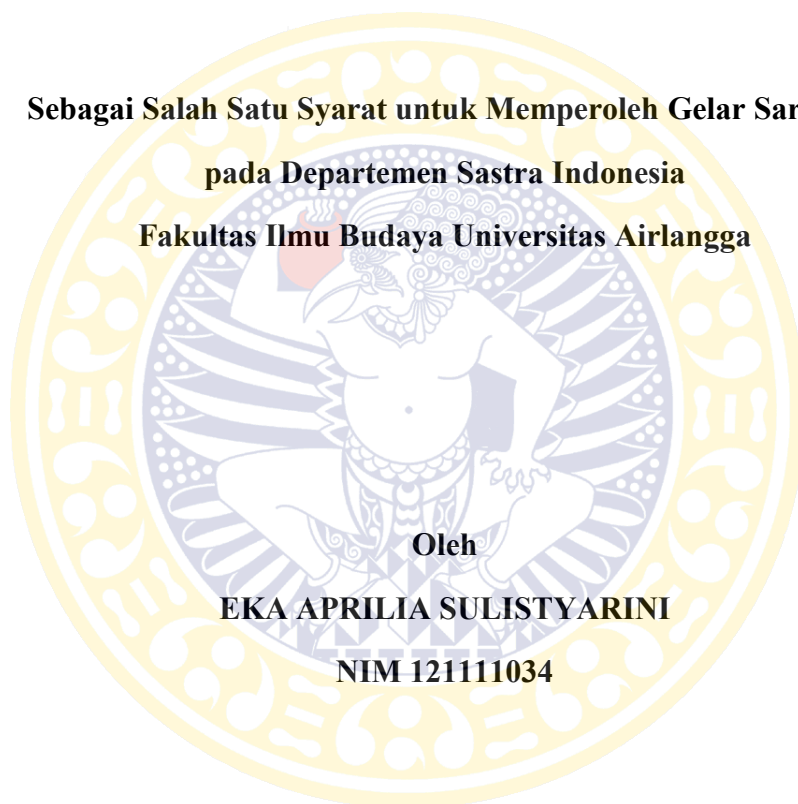 Sebagai Salah Satu Syarat untuk Memperoleh Gelar Sar
pada Departemen Sastra Indonesia
Fakultas Ilmu Budaya Universitas Airlangga
Oleh
EKA APRILIA SULISTYARINI
NIM 121111034